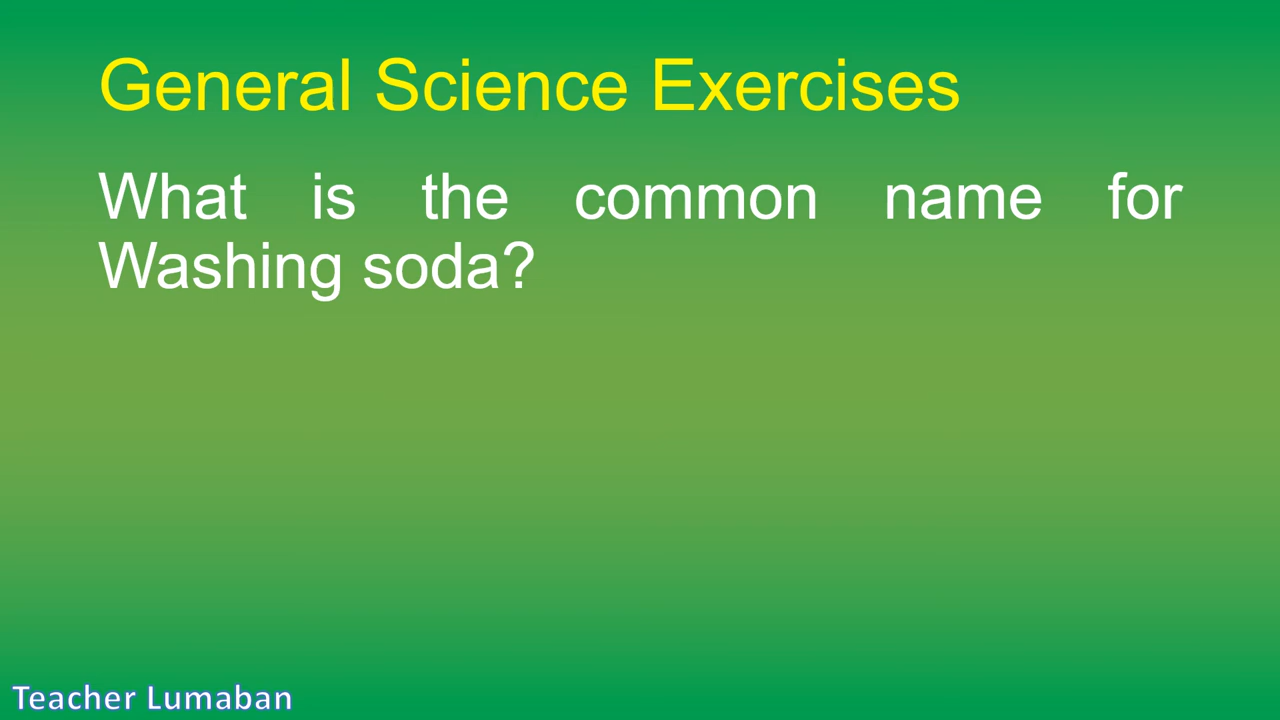 General Science Exercises
What is the common name for
Washing soda?
Teacher Lumaban